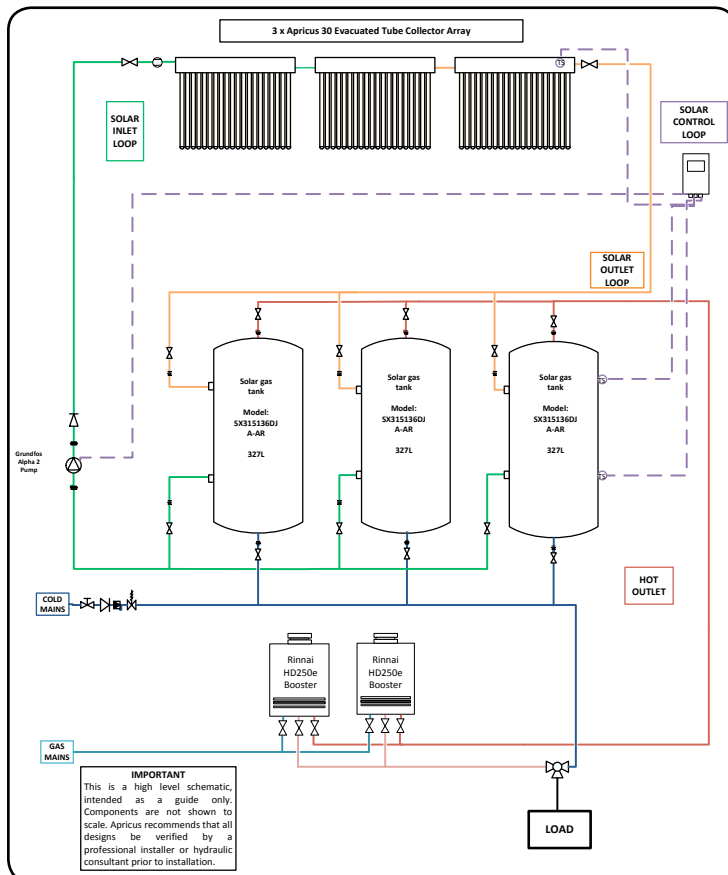 3 x Apricus 30 Evacuated Tube Collector Array
TS
SOLAR
INLET
LOOP
SOLAR
CONTROL
LOOP
SOLAR
OUTLET
LOOP
Solar gas
tank
Model:
SX315136DJ
A-AR
327L
Solar gas
tank
Model:
SX315136DJ
A-AR
327L
Solar gas
tank
Model:
SX315136DJ
A-AR
327L
TS
TS
Grundfos
Alpha 2
Pump
COLD
MAINS
HOT
OUTLET
Rinnai
HD250e
Booster
Rinnai
HD250e
Booster
GAS
MAINS
IMPORTANT
This is a high level schematic,
intended as a guide only.
Components are not shown to
scale. Apricus recommends that all
designs be verified by a
professional installer or hydraulic
consultant prior to installation.
LOAD